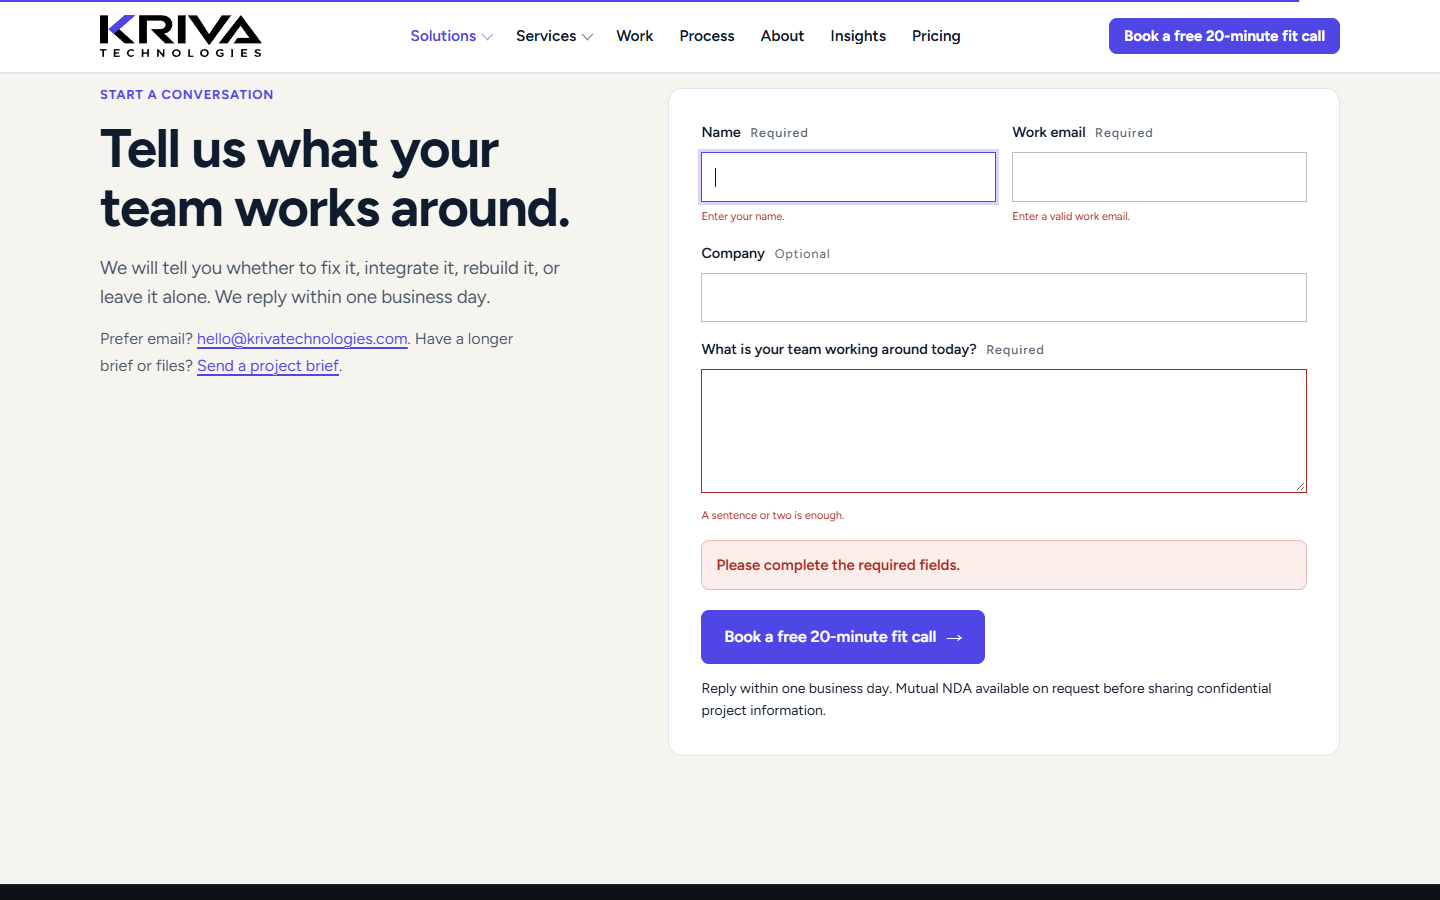 KRIVA
TECHNOLOGIES
Solutions
Services
Work
Process
About
Insights
Pricing
Book a free 20-minute fit call
START A CONVERSATION
Tell us what your
team works around.
We will tell you whether to fix it, integrate it, rebuild it, or
leave it alone. We reply within one business day.
Prefer email? hello@krivatechnologies.com. Have a longer
brief or files? Send a project brief.
Name Required
Work email Required
Enter your name.
Enter a valid work email.
Company Optional
What is your team working around today? Required
A sentence or two is enough.
Please complete the required fields.
Book a free 20-minute fit call →
Reply within one business day. Mutual NDA available on request before sharing confidential
project information.